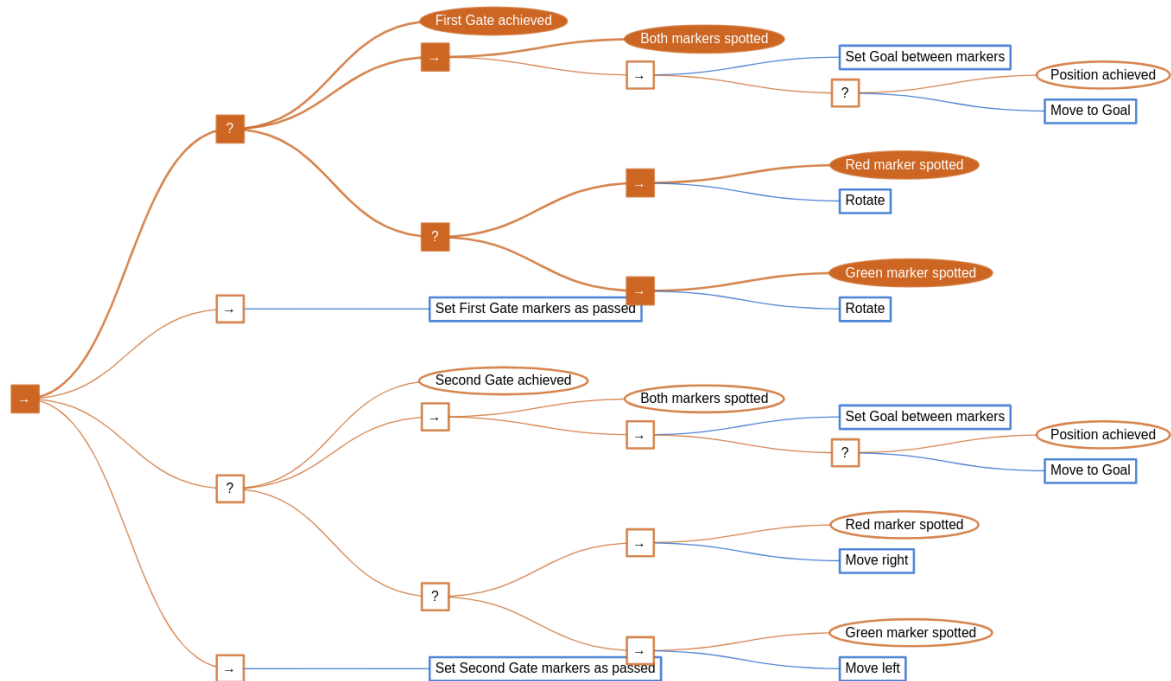 First Gate achieved
Both markers spotted
→
Set Goal between markers
→
Position achieved
?
Move to Goal
?
Red marker spotted
→
Rotate
?
Green marker spotted
→
→
Set First Gate markers as passed
Rotate
→
Second Gate achieved
Both markers spotted
→
Set Goal between markers
→
Position achieved
?
Move to Goal
?
Red marker spotted
→
Move right
?
Green marker spotted
→
→
Set Second Gate markers as passed
Move left